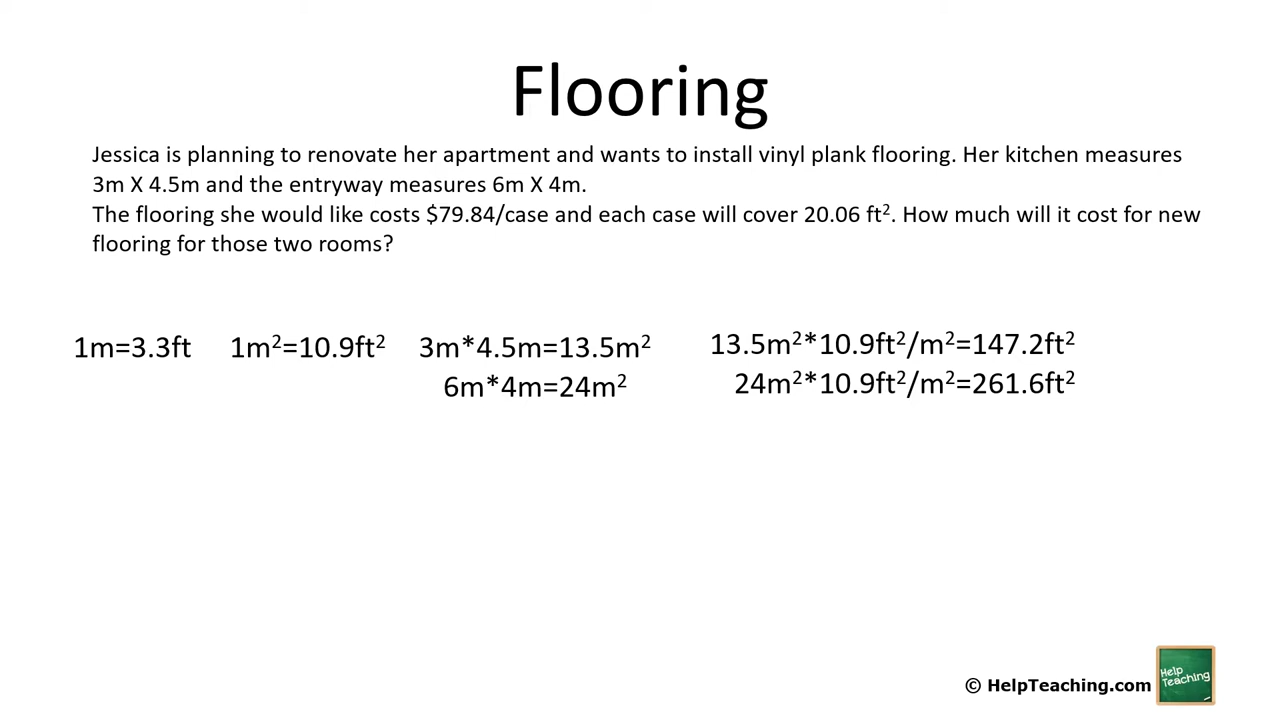 Flooring
Jessica is planning to renovate her apartment and wants to install vinyl plank flooring. Her kitchen measures
3m X 4.5m and the entryway measures 6m X 4m.
The flooring she would like costs $79.84/case and each case will cover 20.06 ft². How much will it cost for new
flooring for those two rooms?
1m=3.3ft 1m²=10.9ft² 3m*4.5m=13.5m² 13.5m²*10.9ft²/m²=147.2ft²
6m*4m=24m² 24m²*10.9ft²/m²=261.6ft²
© HelpTeaching.com
Help
Teaching